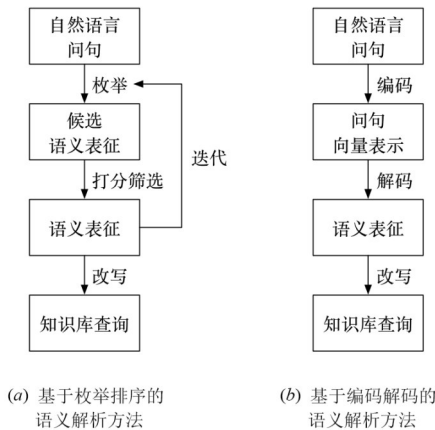 自然语言
问句
枚举
候选
语义表征
打分筛选
迭代
语义表征
改写
知识库查询
(a) 基于枚举排序的
语义解析方法
自然语言
问句
编码
问句
向量表示
解码
语义表征
改写
知识库查询
(b) 基于编码解码的
语义解析方法